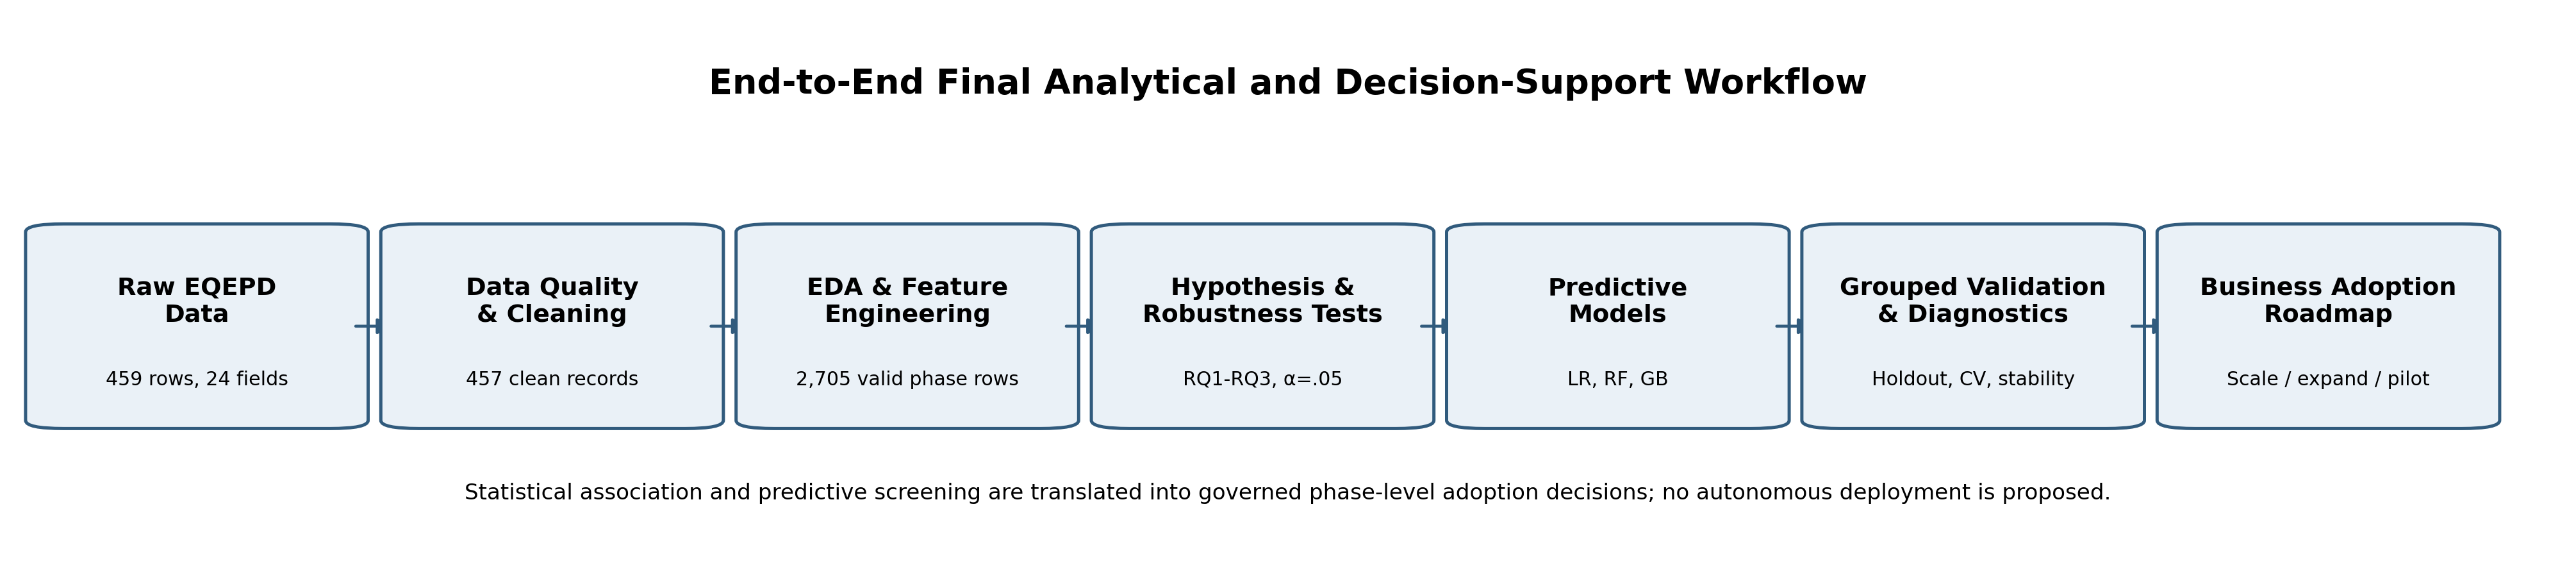 End-to-End Final Analytical and Decision-Support Workflow
Raw EQEPD
Data
459 rows, 24 fields
Data Quality
& Cleaning
457 clean records
EDA & Feature
Engineering
2,705 valid phase rows
Hypothesis &
Robustness Tests
RQ1-RQ3, α=.05
Predictive
Models
LR, RF, GB
Grouped Validation
& Diagnostics
Holdout, CV, stability
Business Adoption
Roadmap
Scale / expand / pilot
Statistical association and predictive screening are translated into governed phase-level adoption decisions; no autonomous deployment is proposed.